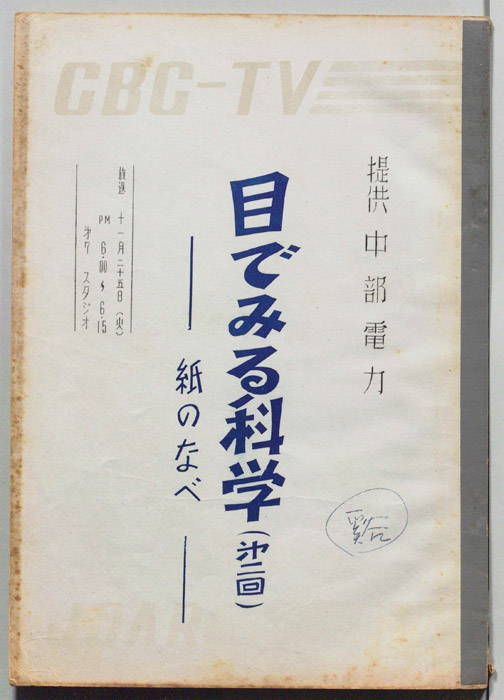 CBC-TV
提供 中部電力
目でみる科学(㐧二回)
紙のなべ
放送 十一月二十五日(火)
PM 6.00〜6.15
㐧7 スタジオ